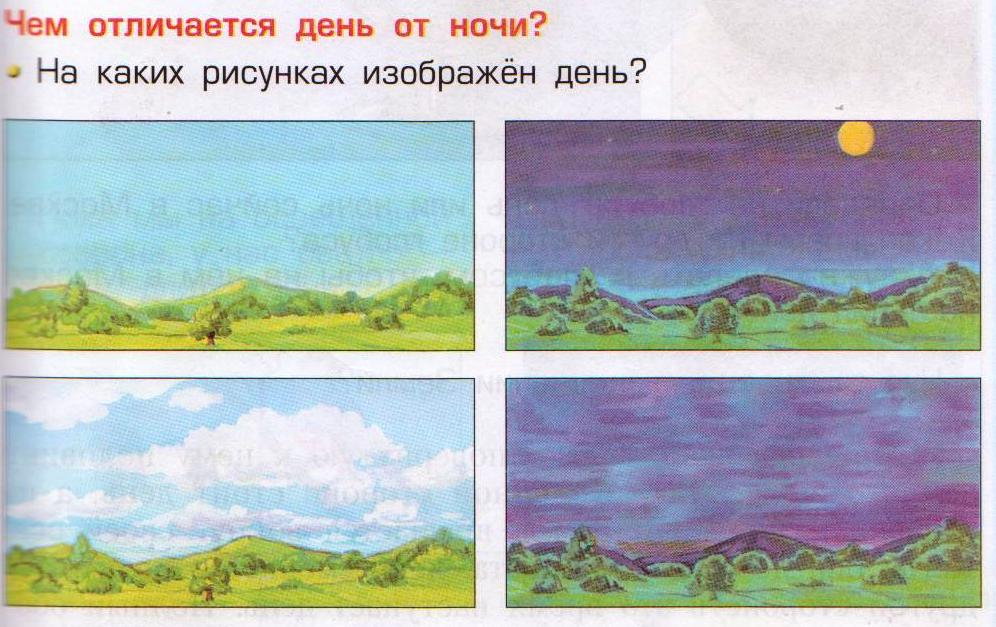 Чем отличается день от ночи?
На каких рисунках изображён день?